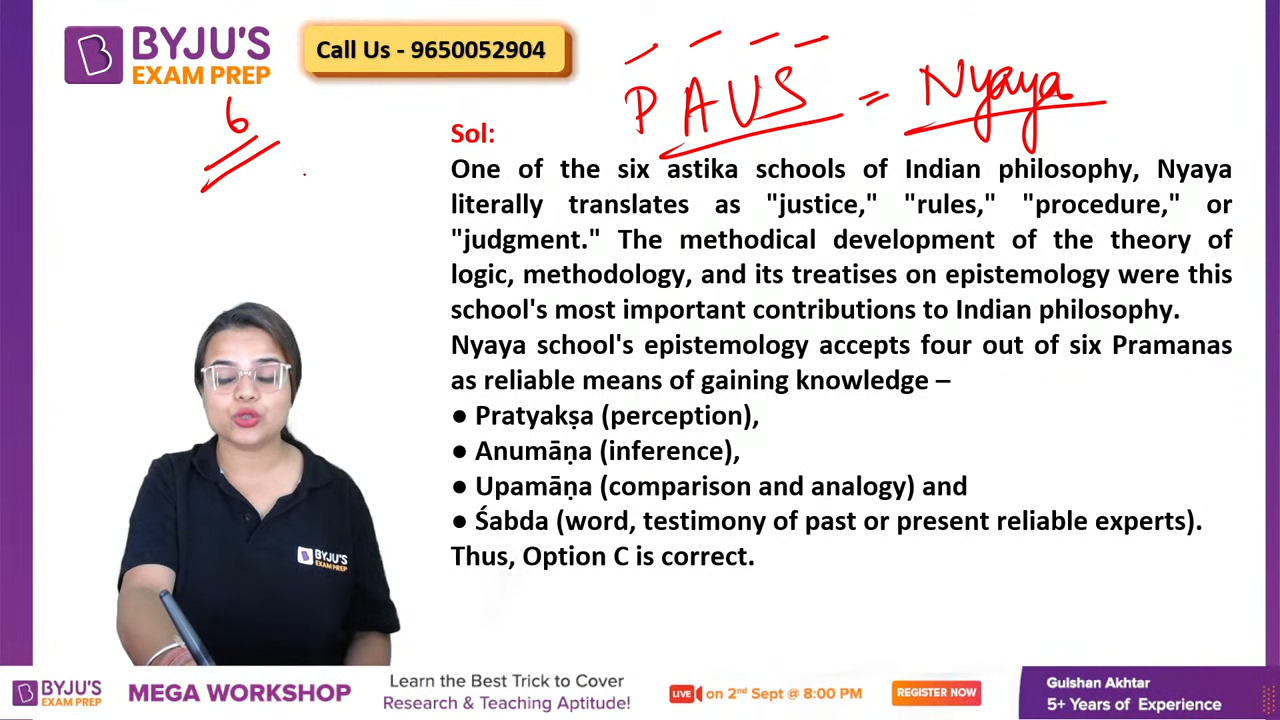 BYJU'S
EXAM PREP
Call Us - 9650052904
PAUS = Nyaya
6
Sol:
One of the six astika schools of Indian philosophy, Nyaya
literally translates as "justice," "rules," "procedure," or
"judgment." The methodical development of the theory of
logic, methodology, and its treatises on epistemology were this
school's most important contributions to Indian philosophy.
Nyaya school's epistemology accepts four out of six Pramanas
as reliable means of gaining knowledge –
● Pratyakṣa (perception),
● Anumāṇa (inference),
● Upamāṇa (comparison and analogy) and
● Śabda (word, testimony of past or present reliable experts).
Thus, Option C is correct.
BYJU'S
EXAM PREP
BYJU'S
EXAM PREP
MEGA WORKSHOP
Learn the Best Trick to Cover
Research & Teaching Aptitude!
LIVE on 2nd Sept @ 8:00 PM
REGISTER NOW
Gulshan Akhtar
5+ Years of Experience